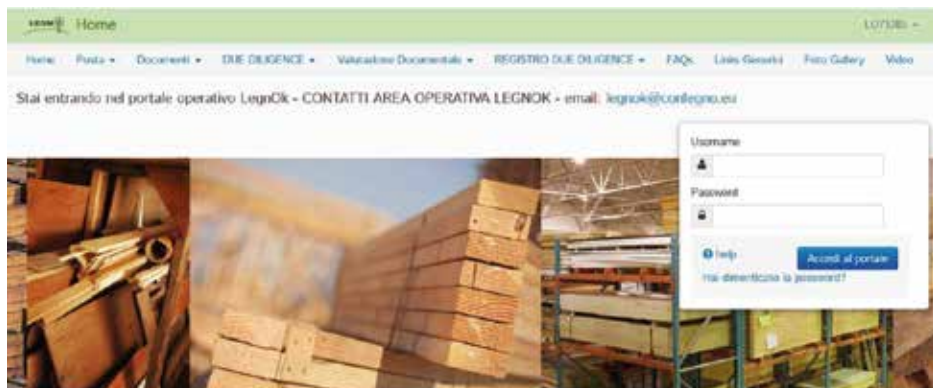 Home
Home Posta Documenti DUE DILIGENCE Valutazione Documentale REGISTRO DUE DILIGENCE FAQs Links Generici Foto Gallery Video
Stai entrando nel portale operativo LegnOk - CONTATTI AREA OPERATIVA LEGNOK - email: legnok@conlegno.eu
Username
Password
help
Accedi al portale
Hai dimenticato la password?